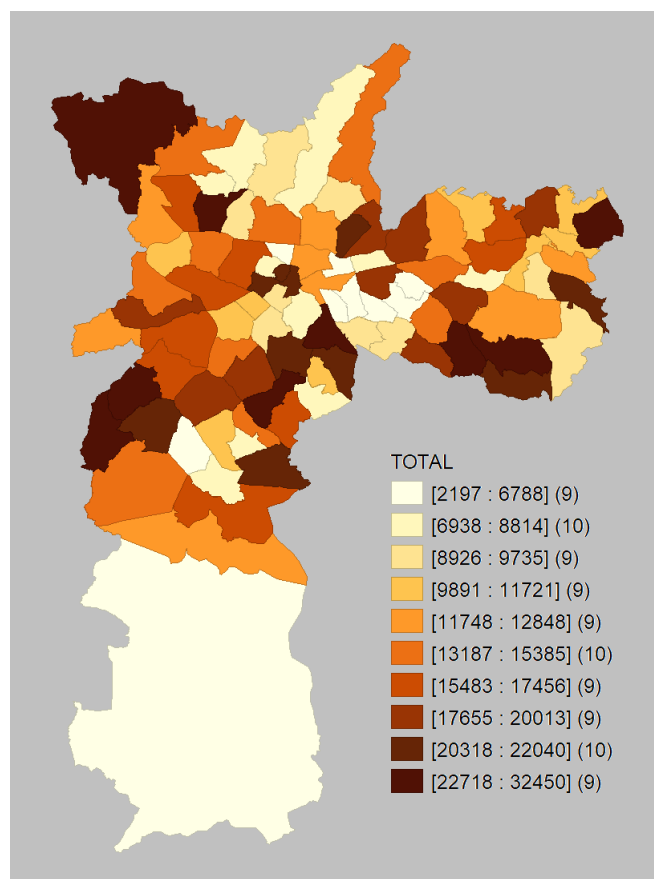 TOTAL
[2197 : 6788] (9)
[6938 : 8814] (10)
[8926 : 9735] (9)
[9891 : 11721] (9)
[11748 : 12848] (9)
[13187 : 15385] (10)
[15483 : 17456] (9)
[17655 : 20013] (9)
[20318 : 22040] (10)
[22718 : 32450] (9)